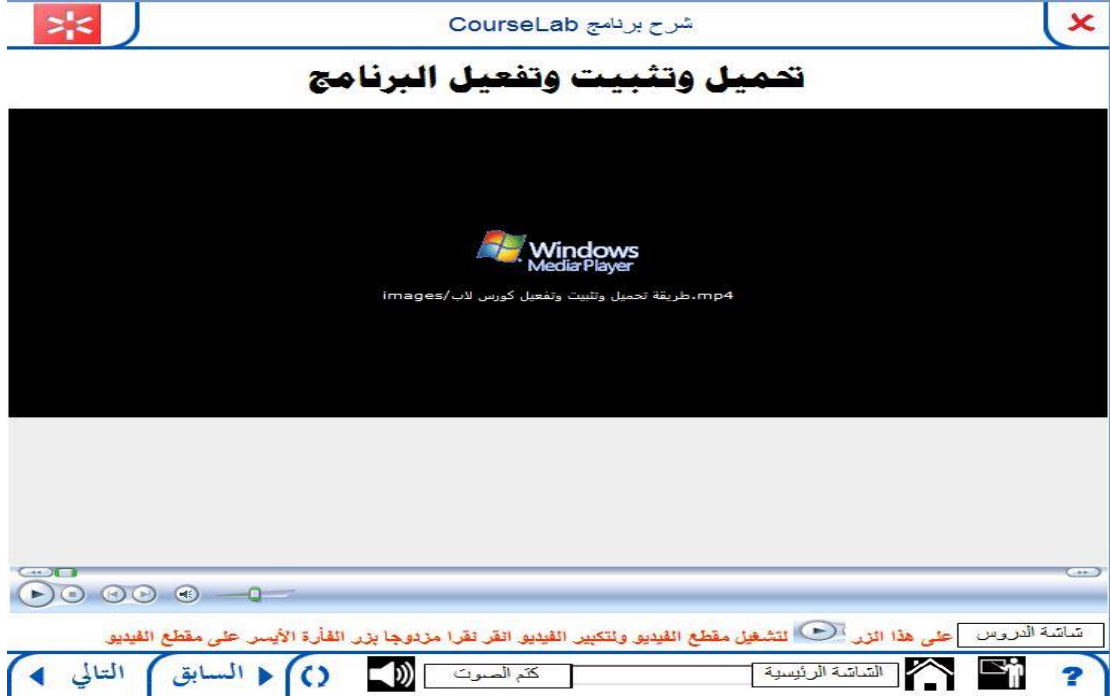 شرح برنامج CourseLab
تحميل وتثبيت وتفعيل البرنامج
Windows
Media Player
images/طريقة تحميل وتثبيت وتفعيل كورس لاب.mp4
شاشة الدروس
على هذا الزر لتشغيل مقطع الفيديو ولتكبير الفيديو انقر نقرا مزدوجا بزر الفأرة الأيسر على مقطع الفيديو
?
الشاشة الرئيسية
كتم الصوت
السابق
التالي